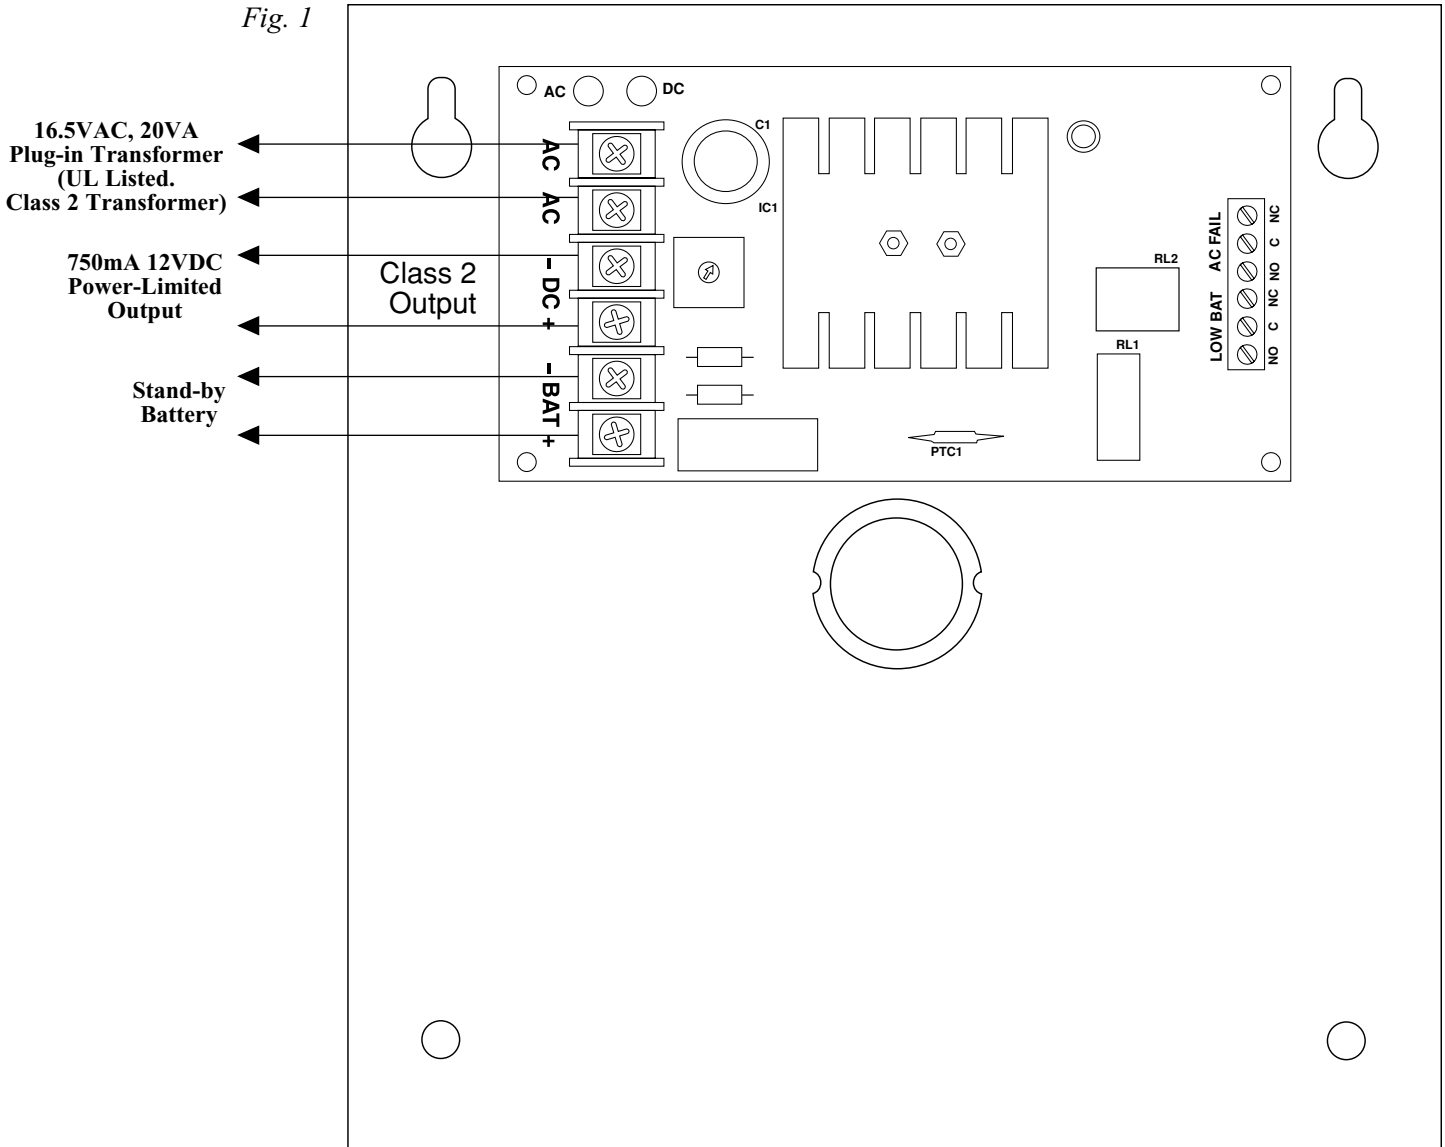 Fig. 1
AC
DC
16.5VAC, 20VA
Plug-in Transformer
(UL Listed.
Class 2 Transformer)
750mA 12VDC
Power-Limited
Output
Stand-by
Battery
Class 2
Output
AC
AC
- DC +
- BAT +
C1
IC1
PTC1
RL2
RL1
AC FAIL
LOW BAT
NC
C
NO
NC
C
NO